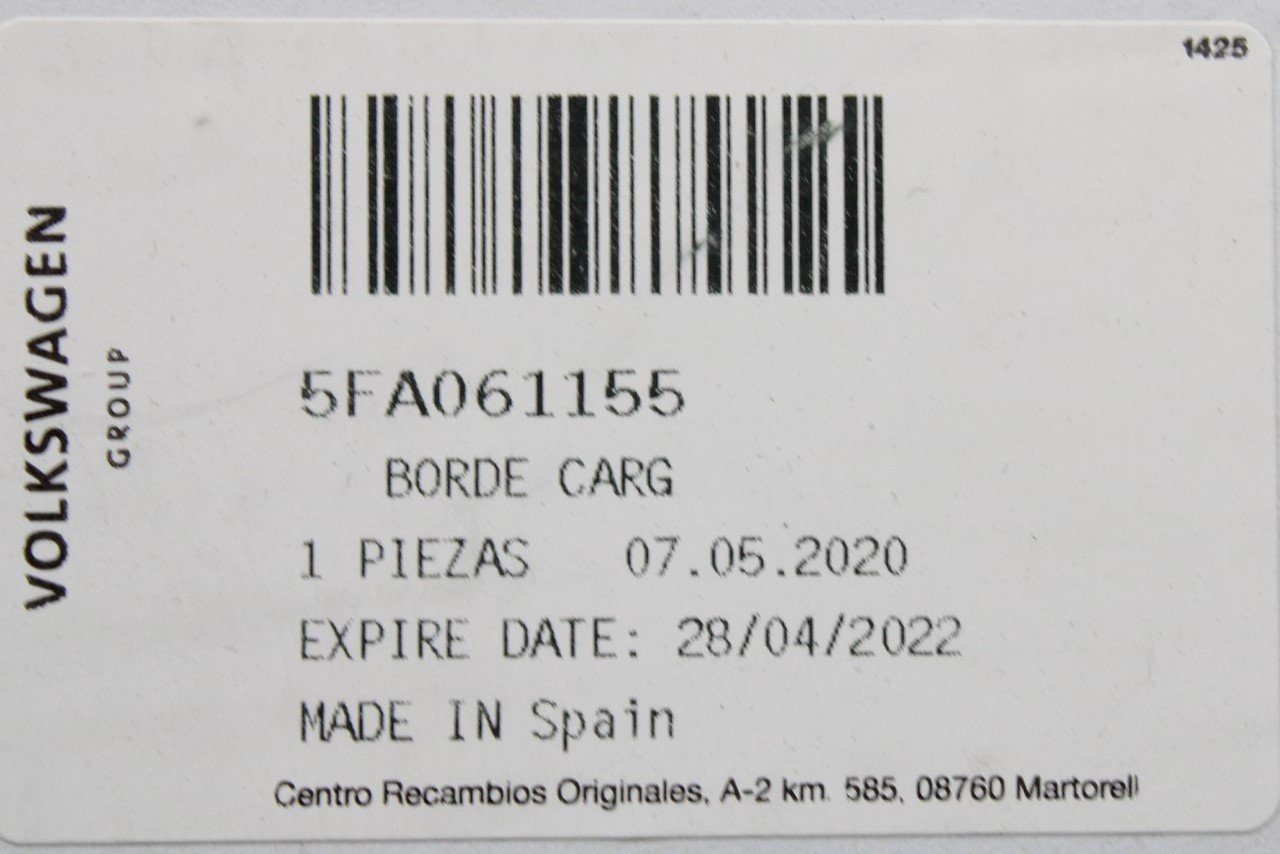 1425
VOLKSWAGEN
GROUP
5FA061155
BORDE CARG
1 PIEZAS 07.05.2020
EXPIRE DATE: 28/04/2022
MADE IN Spain
Centro Recambios Originales, A-2 km. 585, 08760 Martorell